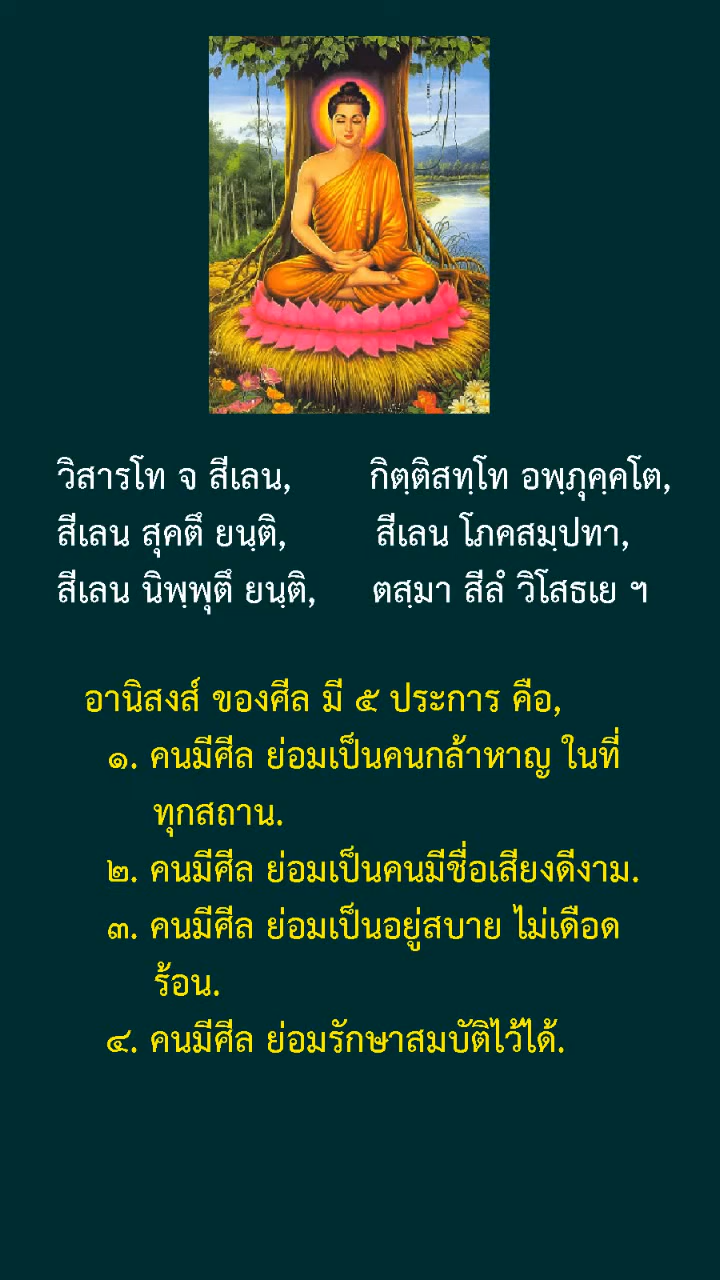 วิสารโท จ สีเลน, กิตฺติสทฺโท อพฺภุคฺคโต,
สีเลน สุคตึ ยนฺติ, สีเลน โภคสมฺปทา,
สีเลน นิพฺพุตึ ยนฺติ, ตสฺมา สีลํ วิโสธเย ฯ
อานิสงส์ ของศีล มี ๕ ประการ คือ,
๑. คนมีศีล ย่อมเป็นคนกล้าหาญ ในที่
ทุกสถาน.
๒. คนมีศีล ย่อมเป็นคนมีชื่อเสียงดีงาม.
๓. คนมีศีล ย่อมเป็นอยู่สบาย ไม่เดือด
ร้อน.
๔. คนมีศีล ย่อมรักษาสมบัติไว้ได้.